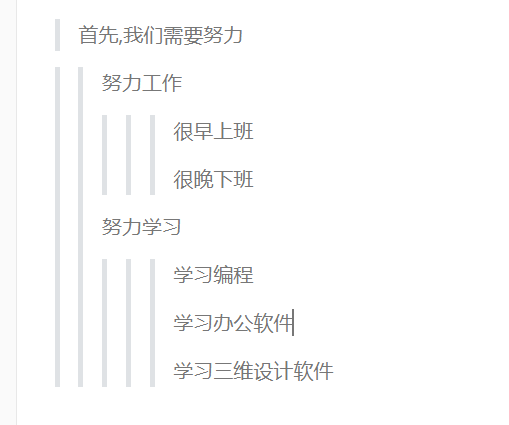 首先,我们需要努力
努力工作
很早上班
很晚下班
努力学习
学习编程
学习办公软件
学习三维设计软件